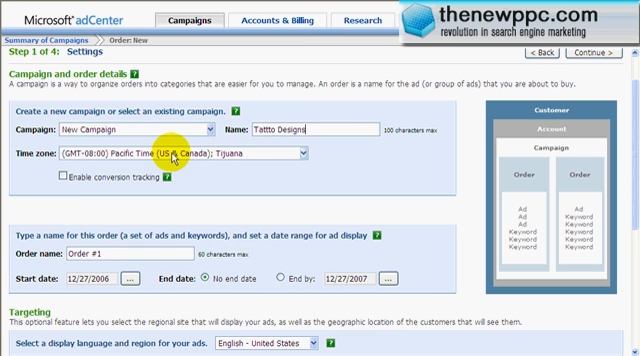 Microsoft® adCenter
Campaigns
Accounts & Billing
Research
thenewppc.com
revolution in search engine marketing
Summary of Campaigns > Order: New
Step 1 of 4: Settings
< Back
Continue >
Campaign and order details ?
A campaign is a way to organize orders into categories that are easier for you to manage. An order is a name for the ad (or group of ads) that you are about to buy.
Create a new campaign or select an existing campaign. ?
Campaign: New Campaign Name: Tattto Designs 100 characters max
Time zone: (GMT-08:00) Pacific Time (US & Canada); Tijuana
Enable conversion tracking ?
Customer
Account
Campaign
Order Order
Ad Ad
Ad Keyword
Keyword Keyword
Keyword Keyword
Keyword Keyword
Type a name for this order (a set of ads and keywords), and set a date range for ad display ?
Order name: Order #1 60 characters max
Start date: 12/27/2006 ... End date: No end date End by: 12/27/2007 ...
Targeting
This optional feature lets you select the regional site that will display your ads, as well as the geographic location of the customers that will see them.
Select a display language and region for your ads. English - United States ?